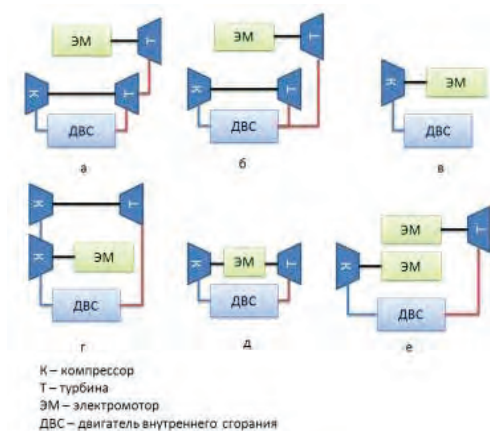 ЭМ Т
К Т
ДВС
а
ЭМ Т
К Т
ДВС
б
К ЭМ
ДВС
в
К Т
К ЭМ
ДВС
г
К ЭМ Т
ДВС
д
ЭМ Т
К ЭМ
ДВС
е
К – компрессор
Т – турбина
ЭМ – электромотор
ДВС – двигатель внутреннего сгорания